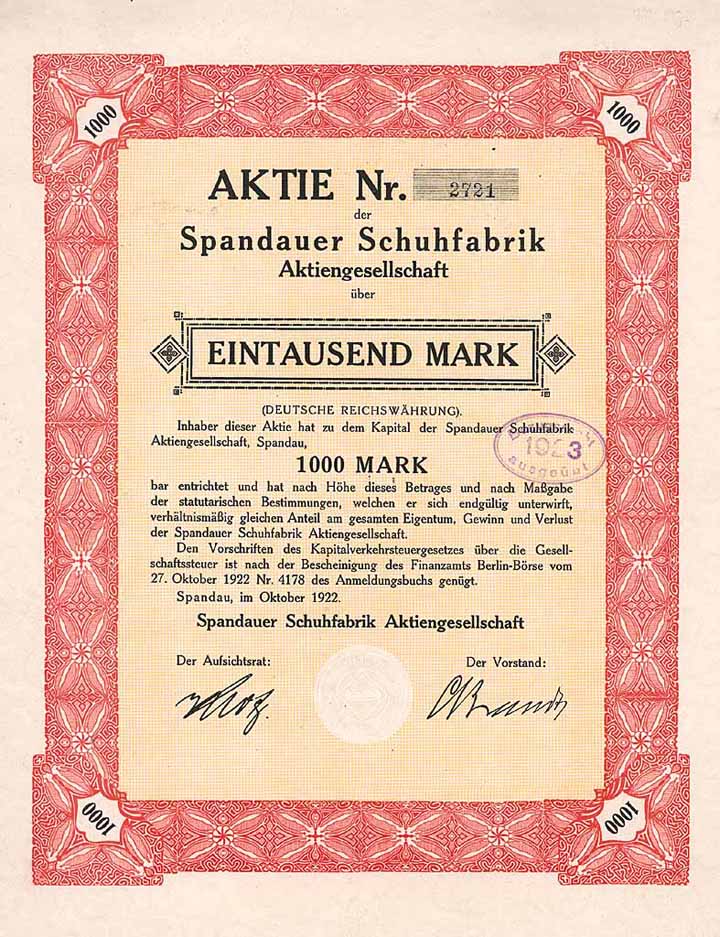 1000
1000
AKTIE Nr. 2721
der
Spandauer Schuhfabrik
Aktiengesellschaft
über
EINTAUSEND MARK
(DEUTSCHE REICHSWÄHRUNG).
Inhaber dieser Aktie hat zu dem Kapital der Spandauer Schuhfabrik
Aktiengesellschaft, Spandau,
1923
ausgeübt
1000 MARK
bar entrichtet und hat nach Höhe dieses Betrages und nach Maßgabe
der statutarischen Bestimmungen, welchen er sich endgültig unterwirft,
verhältnismäßig gleichen Anteil am gesamten Eigentum, Gewinn und Verlust
der Spandauer Schuhfabrik Aktiengesellschaft.
Den Vorschriften des Kapitalverkehrsteuergesetzes über die Gesell-
schaftssteuer ist nach der Bescheinigung des Finanzamts Berlin-Börse vom
27. Oktober 1922 Nr. 4178 des Anmeldungsbuchs genügt.
Spandau, im Oktober 1922.
Spandauer Schuhfabrik Aktiengesellschaft
Der Aufsichtsrat:
Der Vorstand:
1000
1000